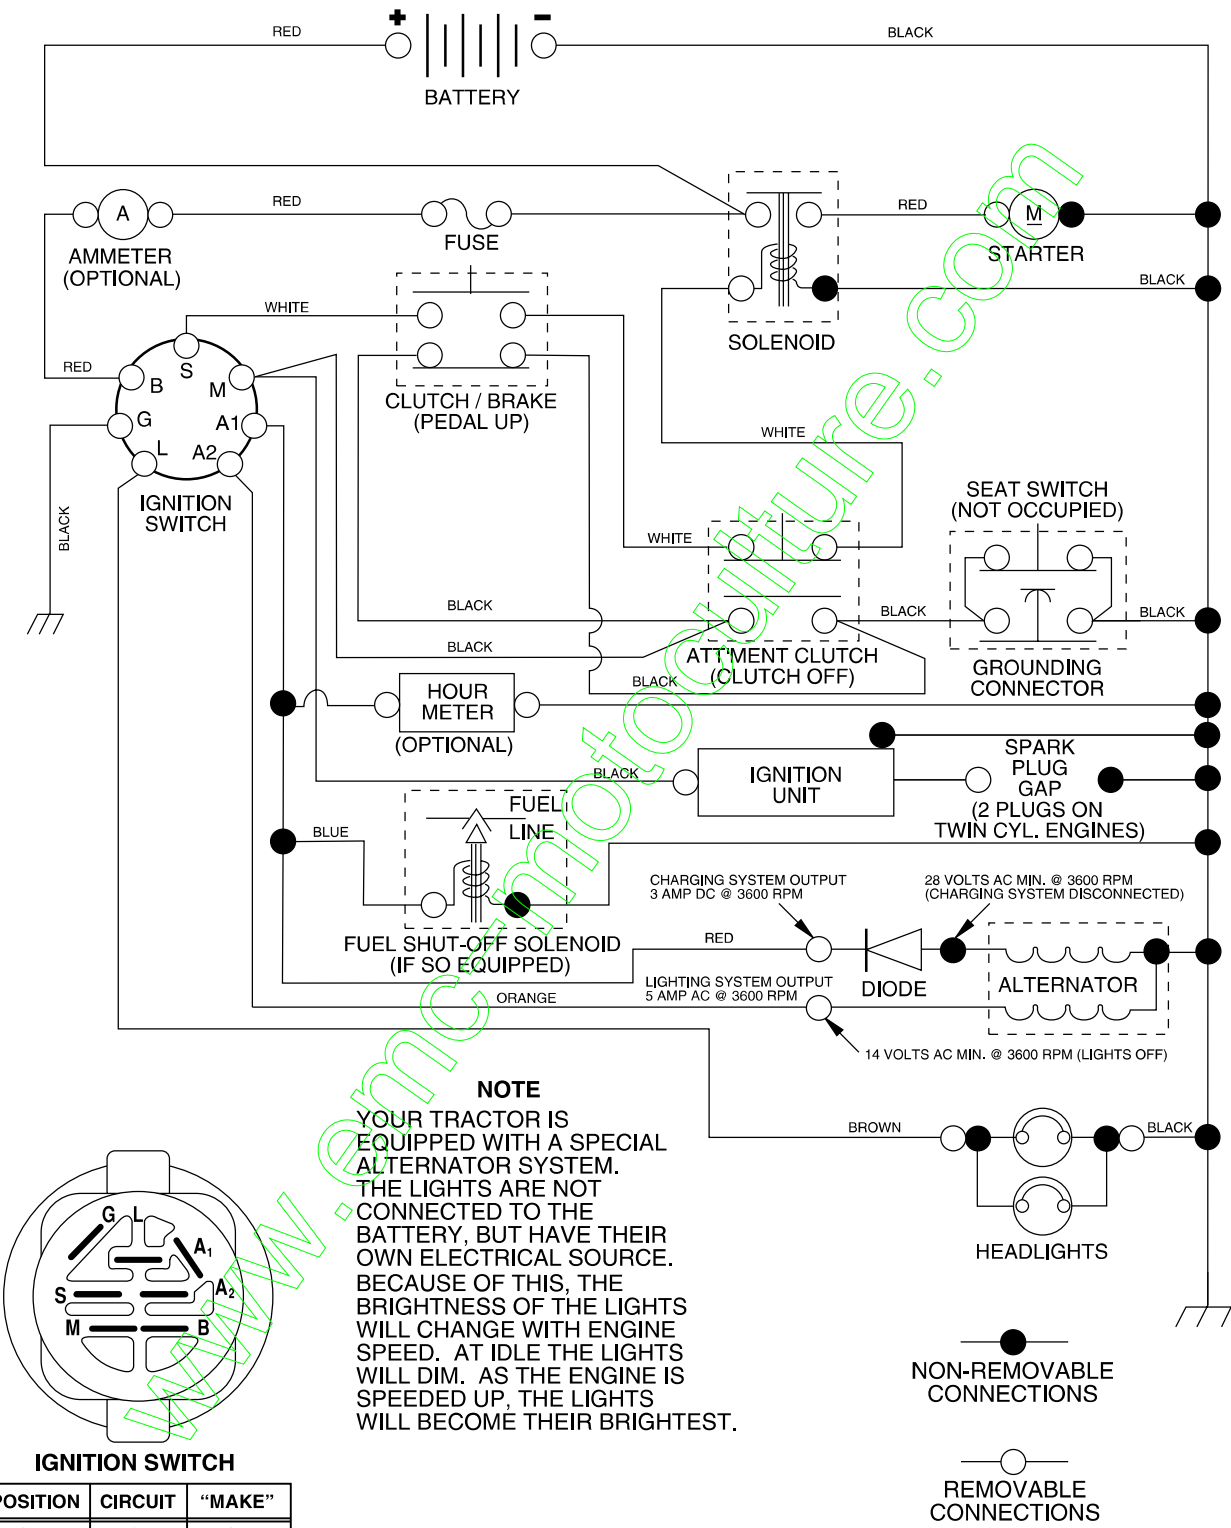 + -
RED
BLACK
BATTERY
A
RED
FUSE
RED
M
STARTER
AMMETER
(OPTIONAL)
BLACK
SOLENOID
WHITE
RED
S
B
M
G
A1
L
A2
IGNITION
SWITCH
BLACK
CLUTCH / BRAKE
(PEDAL UP)
WHITE
SEAT SWITCH
(NOT OCCUPIED)
WHITE
BLACK
BLACK
BLACK
BLACK
ATT'MENT CLUTCH
(CLUTCH OFF)
GROUNDING
CONNECTOR
BLACK
HOUR
METER
(OPTIONAL)
BLACK
IGNITION
UNIT
SPARK
PLUG
GAP
(2 PLUGS ON
TWIN CYL. ENGINES)
FUEL
LINE
BLUE
FUEL SHUT-OFF SOLENOID
(IF SO EQUIPPED)
CHARGING SYSTEM OUTPUT
3 AMP DC @ 3600 RPM
28 VOLTS AC MIN. @ 3600 RPM
(CHARGING SYSTEM DISCONNECTED)
RED
DIODE
ALTERNATOR
LIGHTING SYSTEM OUTPUT
5 AMP AC @ 3600 RPM
ORANGE
14 VOLTS AC MIN. @ 3600 RPM (LIGHTS OFF)
BROWN
BLACK
HEADLIGHTS
NOTE
YOUR TRACTOR IS
EQUIPPED WITH A SPECIAL
ALTERNATOR SYSTEM.
THE LIGHTS ARE NOT
CONNECTED TO THE
BATTERY, BUT HAVE THEIR
OWN ELECTRICAL SOURCE.
BECAUSE OF THIS, THE
BRIGHTNESS OF THE LIGHTS
WILL CHANGE WITH ENGINE
SPEED. AT IDLE THE LIGHTS
WILL DIM. AS THE ENGINE IS
SPEEDED UP, THE LIGHTS
WILL BECOME THEIR BRIGHTEST.
G L
A1
S
A2
M
B
IGNITION SWITCH
POSITION CIRCUIT “MAKE”
NON-REMOVABLE
CONNECTIONS
REMOVABLE
CONNECTIONS
www.emc-motoculture.com